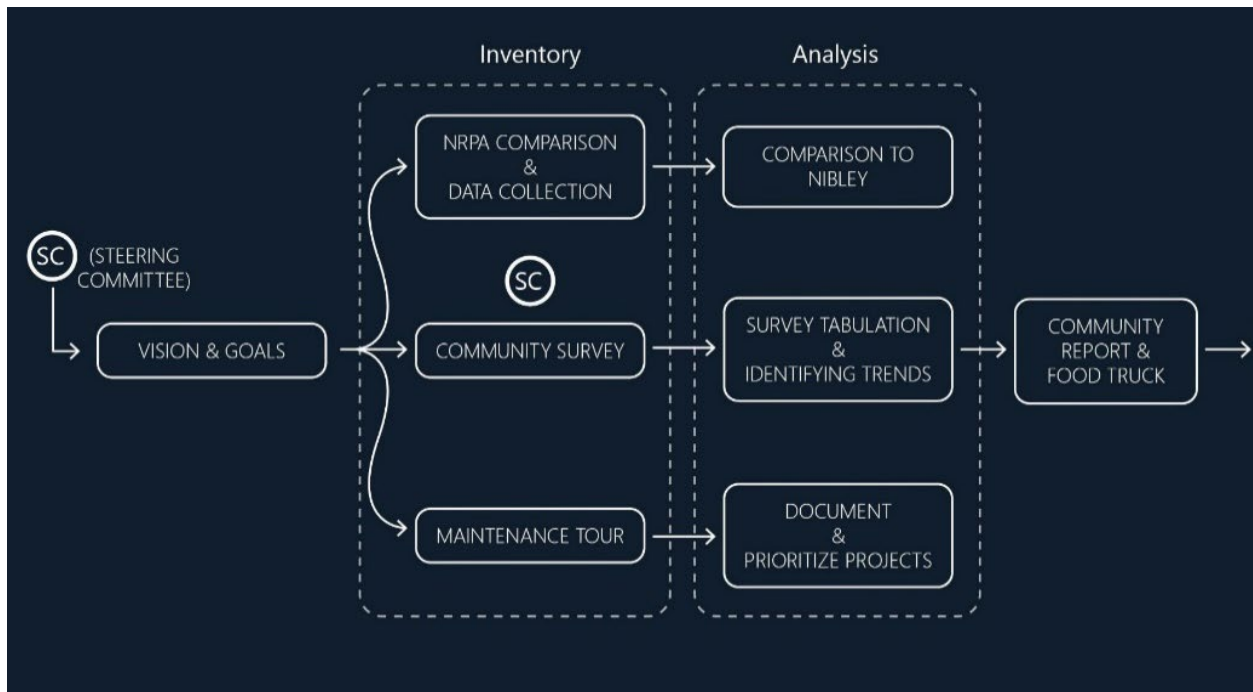 Inventory
Analysis
NRPA COMPARISON
&
DATA COLLECTION
COMPARISON TO
NIBLEY
SC
(STEERING
COMMITTEE)
SC
VISION & GOALS
COMMUNITY SURVEY
SURVEY TABULATION
&
IDENTIFYING TRENDS
COMMUNITY
REPORT &
FOOD TRUCK
MAINTENANCE TOUR
DOCUMENT
&
PRIORITIZE PROJECTS